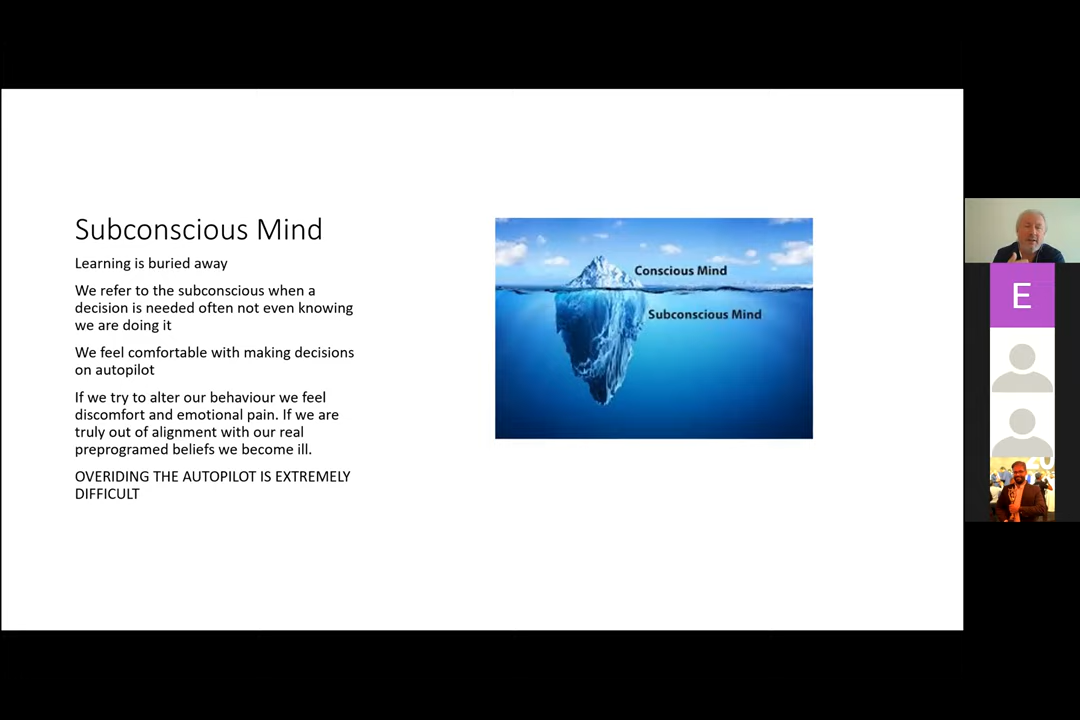 Subconscious Mind
Learning is buried away
We refer to the subconscious when a
decision is needed often not even knowing
we are doing it
We feel comfortable with making decisions
on autopilot
If we try to alter our behaviour we feel
discomfort and emotional pain. If we are
truly out of alignment with our real
preprogramed beliefs we become ill.
OVERIDING THE AUTOPILOT IS EXTREMELY
DIFFICULT
Conscious Mind
Subconscious Mind
E
20